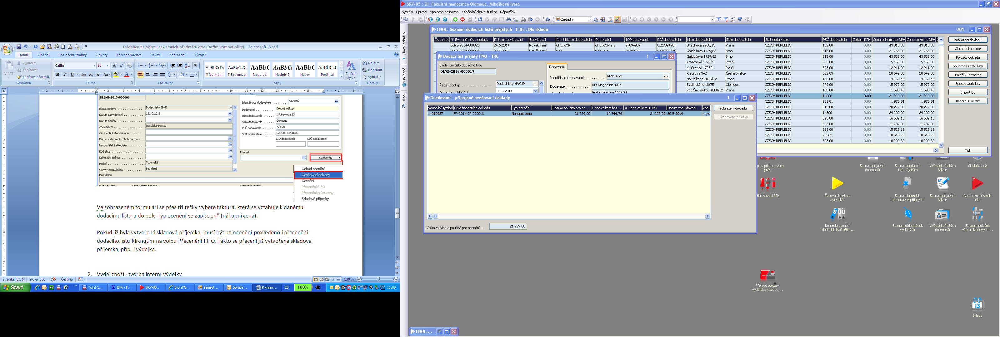 Evidence na skladu reklamních předmětů.doc [Režim kompatibility] - Microsoft Word
Domů Vložení Rozložení stránky Odkazy Korespondence Revize Zobrazení Vývojář
Vložit
Vyjmout
Kopírovat
Kopírovat formát
Schránka
Calibri 11
Písmo
Odstavec
AaBbCcDc AaBbCcDc AaBbC AaBbCc AaBbC AaBbCcI
¶ Normální ¶ Bez mezer Nadpis 1 Nadpis 2 Název Podtitul
Změnit styly
Styly
Najít
Nahradit
Vybrat
Úpravy
DLBMI-2013-000001
Řada, podtyp Dodací listy SBMI
Datum zaevidování 22.10.2013
Datum dodání
Zaevidoval Rosulek Miroslav
Cizí identifikátor dokladu
Datum vytvoření u obch.partnera
Hospodářské středisko
Kód akce
Kalkulační jednice
Plnění Tuzemské
Ceny jsou uváděny Bez daně
Poznámka
Identifikace dodavatele DROBNÝ
Dodavatel Drobný nákup
Ulice dodavatele I.P.Pavlova 23
Sídlo dodavatele Olomouc
PSČ dodavatele 775 20
Stát dodavatele CZECH REPUBLIC
IČO dodavatele DIČ dodavatele
Převzal
Oceňování
Odhad ocenění
Oceňovací doklady
Ocenění
Přecenění FIFO
Přecenění prům.ceny
Skladové příjemky
Ve zobrazeném formuláři se přes tři tečky vybere faktura, která se vztahuje k danému
dodacímu listu a do pole Typ ocenění se zapíše „n“ (nákupní cena):
Pokud již byla vytvořená skladová příjemka, musí být po ocenění provedeno i přecenění
dodacího listu kliknutím na volbu Přecenění FIFO. Takto se přecení již vytvořená skladová
příjemka, příp. i výdejka.
2. Výdej zboží - tvorba interní výdejky
Stránka: 5 z 6 Slova: 656 Čeština 130 %
Start Total C... EFA - F... SRV-85... IntraFN... Zamest... Doruče... Evidenc... CS 100% 11:08
SRV-85 : QI Fakultní nemocnice Olomouc, Mikošková Iveta
Systém Úpravy Společná nastavení Ovládání aktivní funkce Nápovědy
Základní
Hlavní nabídka
Oblíbené
Okna
FNOL: Seznam dodacích listů přijatých Filtr : Dle skladu 701
Číslo řady Evidenční číslo dodací... Datum zaevidování Zaevidoval Identifikace dodavatele Dodavatel IČO dodavatele DIČ dodavatele Ulice dodavatele Sídlo dodavatele Stát dodavatele PSČ dodavatele Celkem DPH Cena celkem bez DPH Cena celkem s DPH
DLNZ-2014-000026 24.6.2014 Novák Kamil CHEIRON CHEIRÓN a.s. 27094987 CZ27094987 Ulrychova 2260/13 Praha CZECH REPUBLIC 162 00 0,00 43 318,00 43 318,00
DLNZ-2014-000025 23.6.2014 Novák Kamil H77 H77, a.s. 25309749 CZ25309749 Gajdošova 1429/82 Brno CZECH REPUBLIC 615 00 0,00 21 768,00 21 768,00
Gajdošova 1429/82 Brno CZECH REPUBLIC 615 00 0,00 43 536,00 43 536,00
Krašovská 1723/4 Plzeň CZECH REPUBLIC 323 00 0,00 5 155,00 5 155,00
Krašovská 1723/4 Plzeň CZECH REPUBLIC 323 00 0,00 12 911,00 12 911,00
Riegrova 342 Česká Skalice CZECH REPUBLIC 552 03 0,00 20 542,00 20 542,00
Na Balkáně 2076/72 Praha CZECH REPUBLIC 130 00 0,00 4 165,44 4 165,44
Svolinského 18/75 Olomouc CZECH REPUBLIC 779 00 0,00 15 972,00 15 972,00
Pod Šmukýřkou 1080/12 Praha CZECH REPUBLIC 150 00 0,00 1 598,40 1 598,40
CZECH REPUBLIC 14000 0,00 21 229,00 21 229,00
CZECH REPUBLIC 251 01 0,00 1 973,51 1 973,51
CZECH REPUBLIC 615 00 0,00 78 272,00 78 272,00
CZECH REPUBLIC 14300 0,00 24 200,00 24 200,00
CZECH REPUBLIC 323 00 0,00 16 589,10 16 589,10
CZECH REPUBLIC 323 00 0,00 11 737,00 11 737,00
CZECH REPUBLIC 323 00 0,00 15 522,18 15 522,18
CZECH REPUBLIC 25262 0,00 10 548,78 10 548,78
CZECH REPUBLIC 323 00 0,00 10 200,30 10 200,30
Zobrazení dokladu
Obchodní partner
Položky dokladu
Souhrnné rozb. listy
Položky Intrastat
Spustit workflow
Import DL
Import DL NOVÝ
Tisk
Dodací list přijatý FNO - TRC 1
Evidenční číslo dodacího listu
DLNZ-2014-000017
Řada, podtyp Dodací listy NÁKUP
Datum zaevidování 30.5.2014
Dodavatel
Identifikace dodavatele MRDIAGN
Dodavatel MR Diagnostic s.r.o.
Pod višňovkou 1662/21
Oceňování - připojené oceňovací doklady 1
Variabilní symbol Číslo finančního dokladu Typ ocenění Částka použitá pro oc... Cena celkem bez ... Cena celkem s DPH Datum zaevidování Zaev
14010987 FP-2014-07-000018 Nákupní cena 21 229,00 17 544,79 21 229,00 30.5.2014 Krylo
Zobrazení dokladu
Oceňované položky
Celková částka použitá pro ocenění 21 229,00
piny přístupových práv
Seznam přijatých dobropisů
Seznam dodacích listů přijatých
Vkládání přijatých faktur
Číselník zboží
řihlašovací účty
Časová struktura závazků
Seznam interních objednávek přijatých
Seznam přijatých faktur
Apotheke - číselník léků
Kontrola ocenění dodacích listů přija...
Seznam objednávek vydaných
Vkládání přijatých dobropisů
Seznam položek všech skladových ...
Přehled položek výdejek s vazbou ...
Sklady
FNOL:...